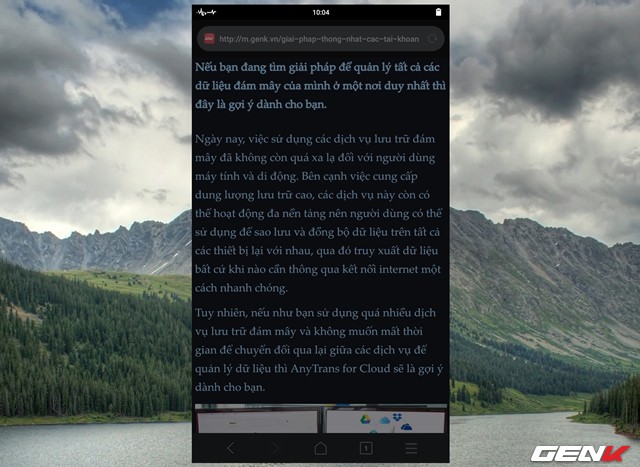 10:04
http://m.genk.vn/giai-phap-thong-nhat-cac-tai-khoan
Nếu bạn đang tìm giải pháp để quản lý tất cả các
dữ liệu đám mây của mình ở một nơi duy nhất thì
đây là gợi ý dành cho bạn.
Ngày nay, việc sử dụng các dịch vụ lưu trữ đám
mây đã không còn quá xa lạ đối với người dùng
máy tính và di động. Bên cạnh việc cung cấp
dung lượng lưu trữ cao, các dịch vụ này còn có
thể hoạt động đa nền tảng nên người dùng có thể
sử dụng để sao lưu và đồng bộ dữ liệu trên tất cả
các thiết bị lại với nhau, qua đó truy xuất dữ liệu
bất cứ khi nào cần thông qua kết nối internet một
cách nhanh chóng.
Tuy nhiên, nếu như bạn sử dụng quá nhiều dịch
vụ lưu trữ đám mây và không muốn mất thời
gian để chuyển đổi qua lại giữa các dịch vụ để
quản lý dữ liệu thì AnyTrans for Cloud sẽ là gợi ý
dành cho bạn.
1
GENK